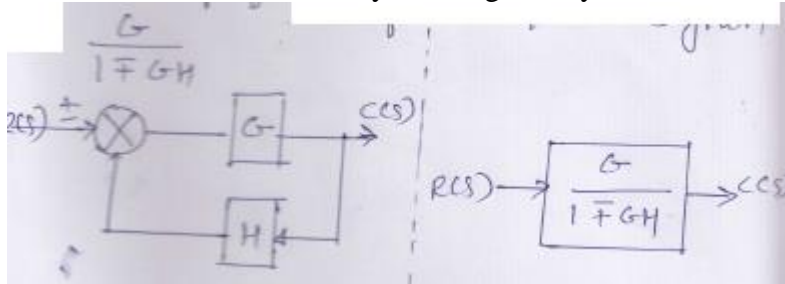 G
1 ∓ GH
R(S) ±
G
C(S)
H
R(S)
G
1 ∓ GH
C(S)